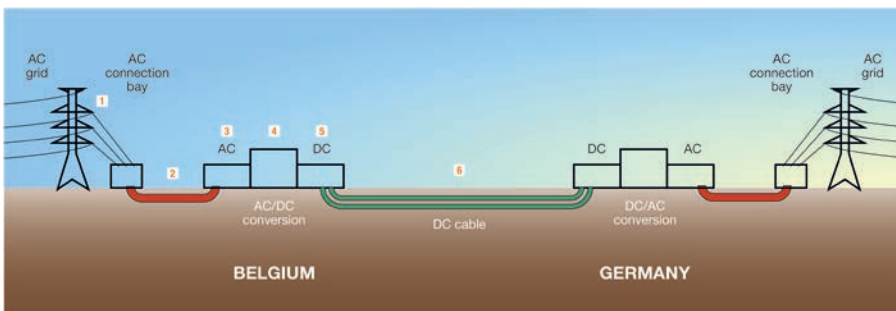 AC
grid
AC
connection
bay
AC
connection
bay
AC
grid
1
2
3
AC
4
5
DC
6
DC
AC
AC/DC
conversion
DC cable
DC/AC
conversion
BELGIUM
GERMANY